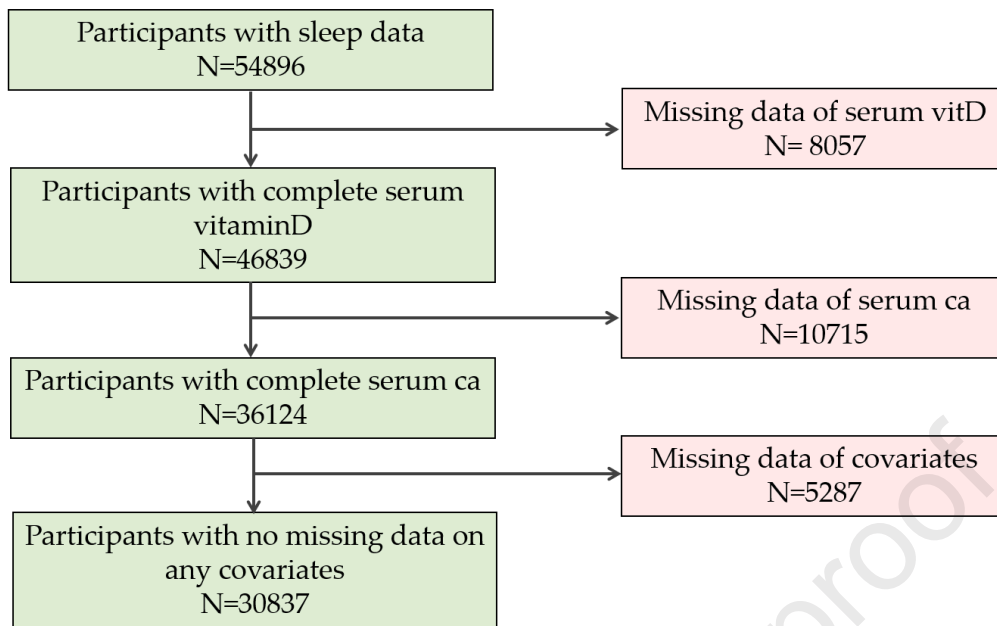 Participants with sleep data
N=54896
Missing data of serum vitD
N= 8057
Participants with complete serum
vitaminD
N=46839
Missing data of serum ca
N=10715
Participants with complete serum ca
N=36124
Missing data of covariates
N=5287
Participants with no missing data on
any covariates
N=30837
proof